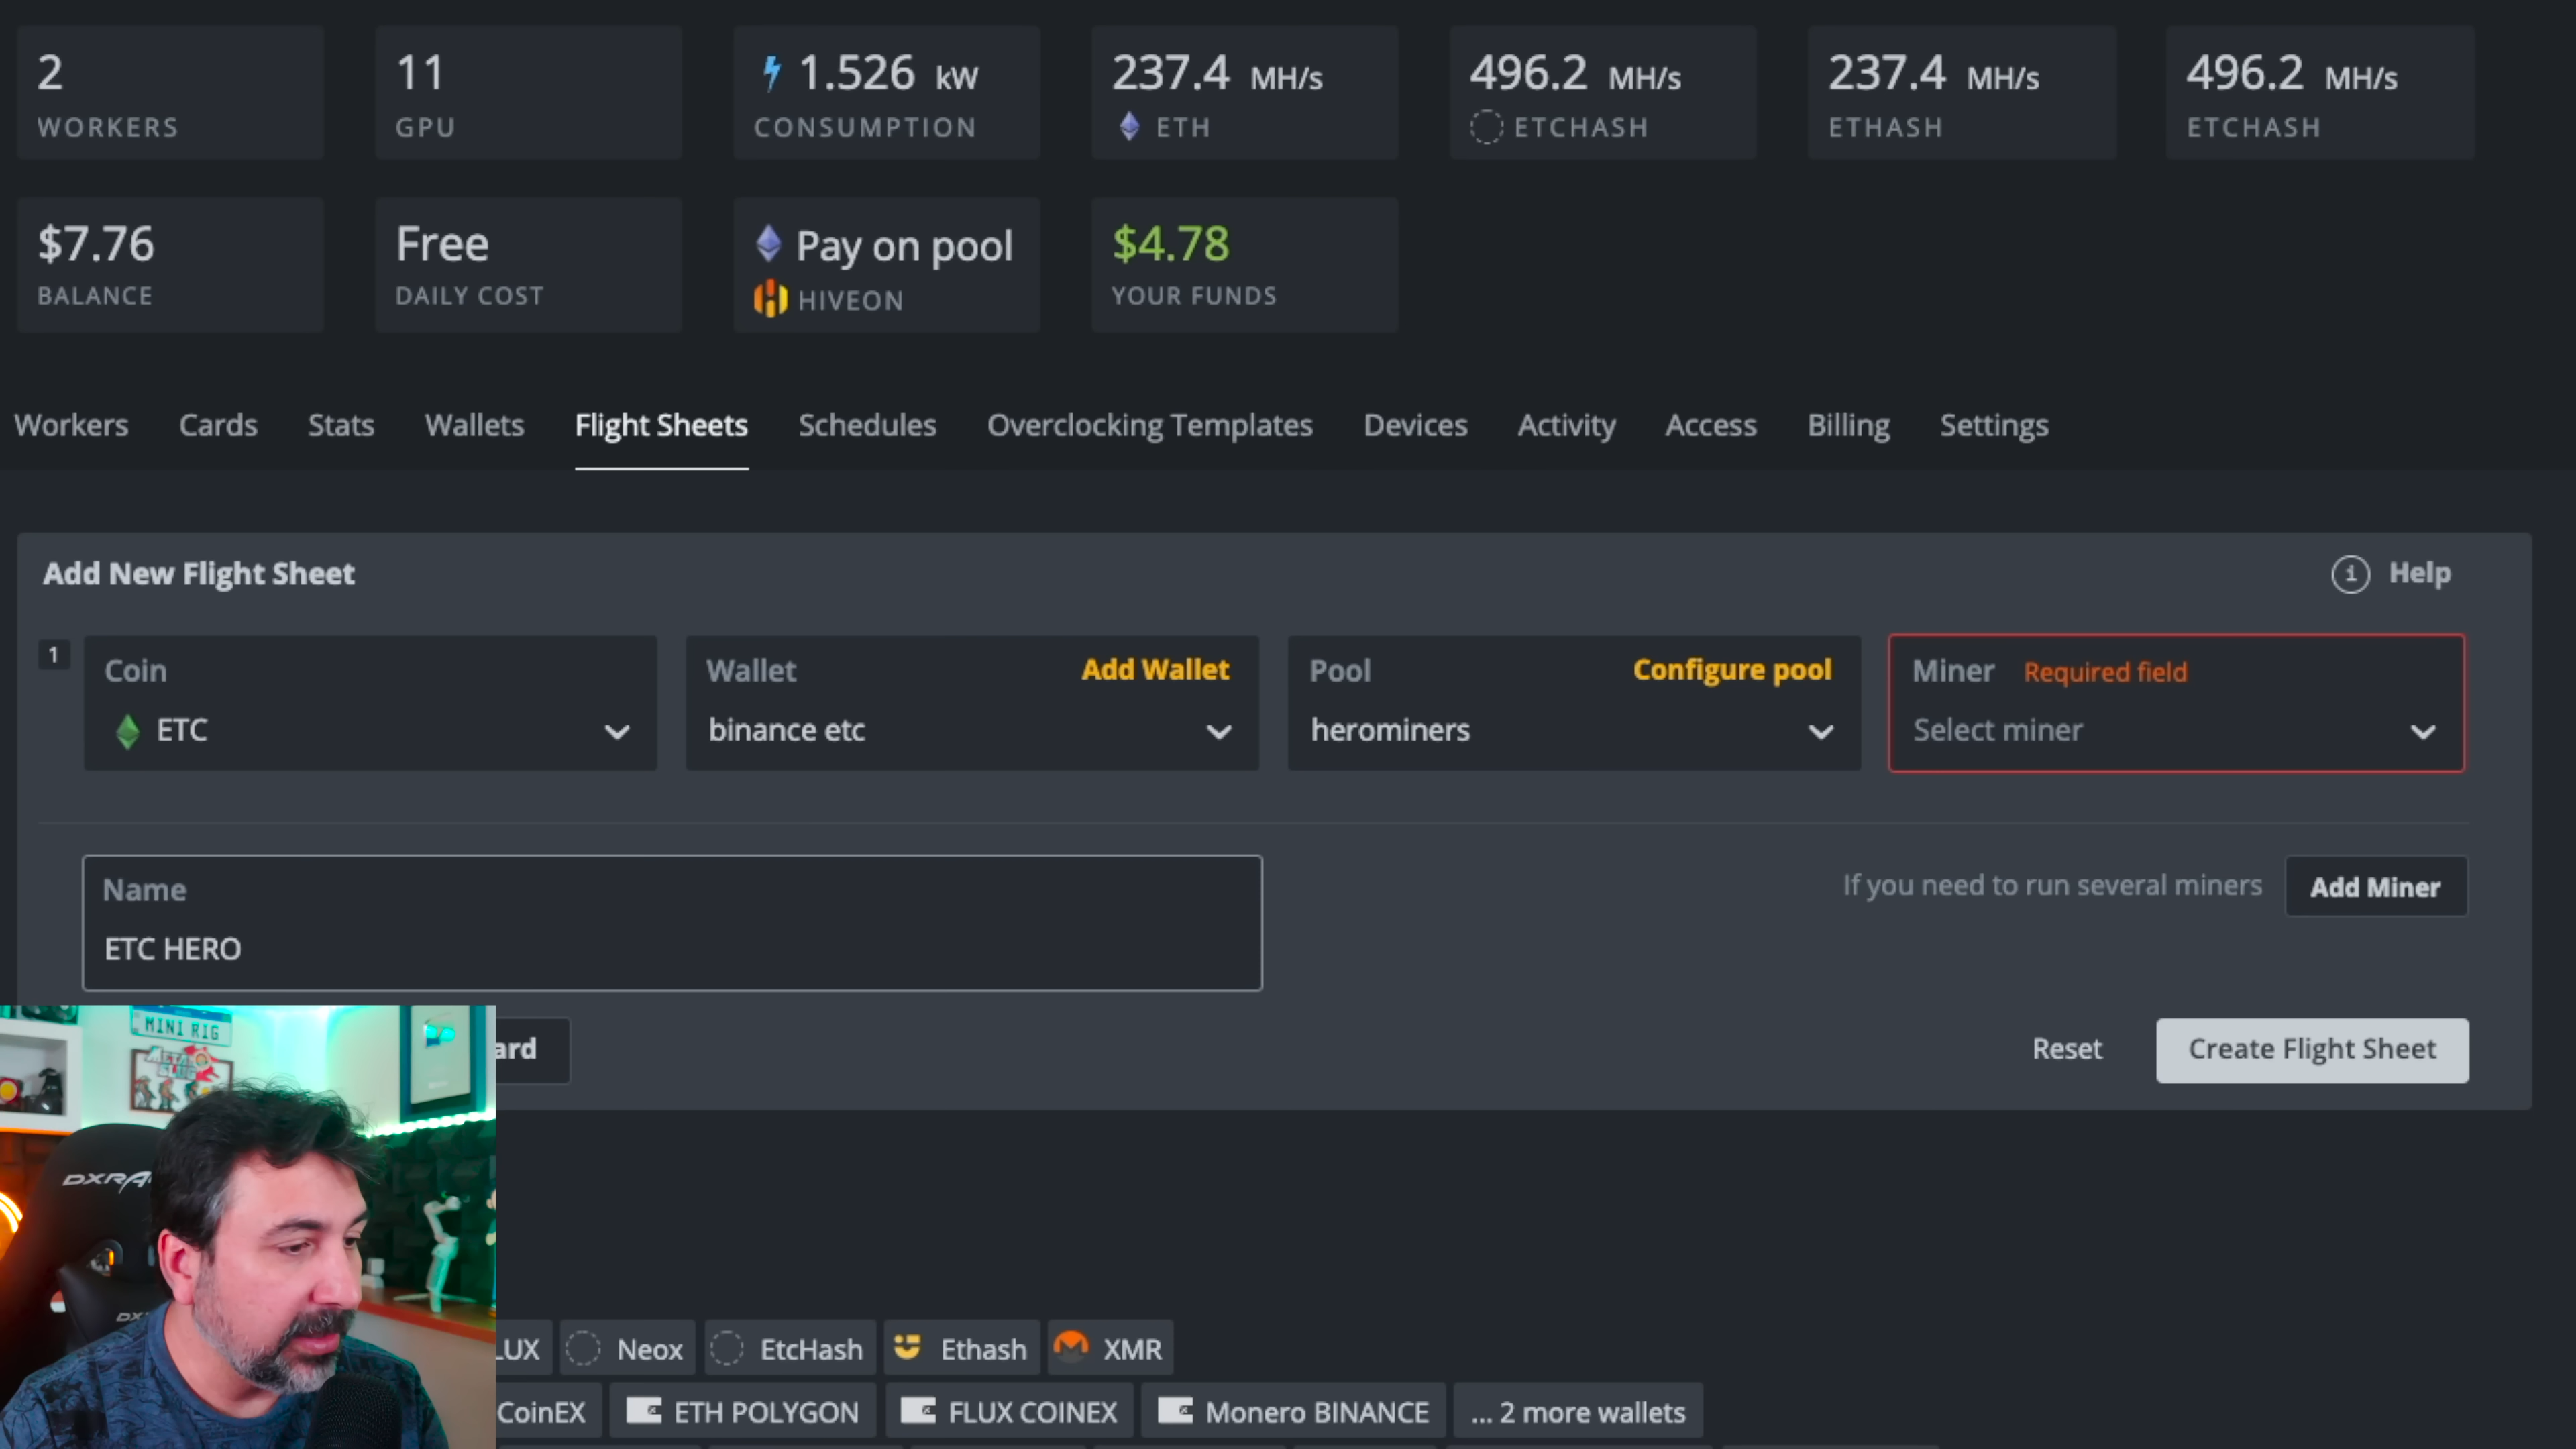 2
WORKERS
11
GPU
1.526 kW
CONSUMPTION
237.4 MH/s
ETH
496.2 MH/s
ETCHASH
237.4 MH/s
ETHASH
496.2 MH/s
ETCHASH
$7.76
BALANCE
Free
DAILY COST
Pay on pool
HIVEON
$4.78
YOUR FUNDS
Workers Cards Stats Wallets Flight Sheets Schedules Overclocking Templates Devices Activity Access Billing Settings
Add New Flight Sheet
Help
1
Coin
ETC
Wallet Add Wallet
binance etc
Pool Configure pool
herominers
Miner Required field
Select miner
Name
ETC HERO
If you need to run several miners Add Miner
ard
Reset Create Flight Sheet
MINI RIG
METAL SLUG
DXRA
DX
LUX Neox EtcHash Ethash XMR
CoinEX ETH POLYGON FLUX COINEX Monero BINANCE ... 2 more wallets